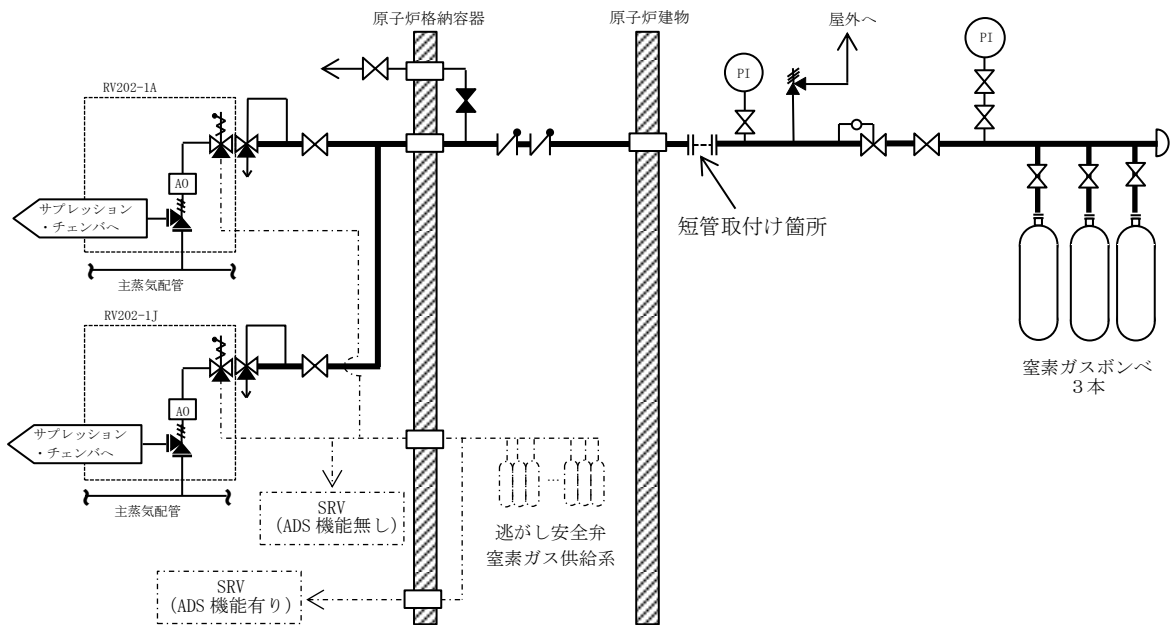 原子炉格納容器
原子炉建物
屋外へ
PI
PI
RV202-1A
AO
サプレッション
・チェンバへ
主蒸気配管
短管取付け箇所
窒素ガスボンベ
３本
RV202-1J
AO
サプレッション
・チェンバへ
主蒸気配管
SRV
(ADS 機能無し)
…
逃がし安全弁
窒素ガス供給系
SRV
(ADS 機能有り)